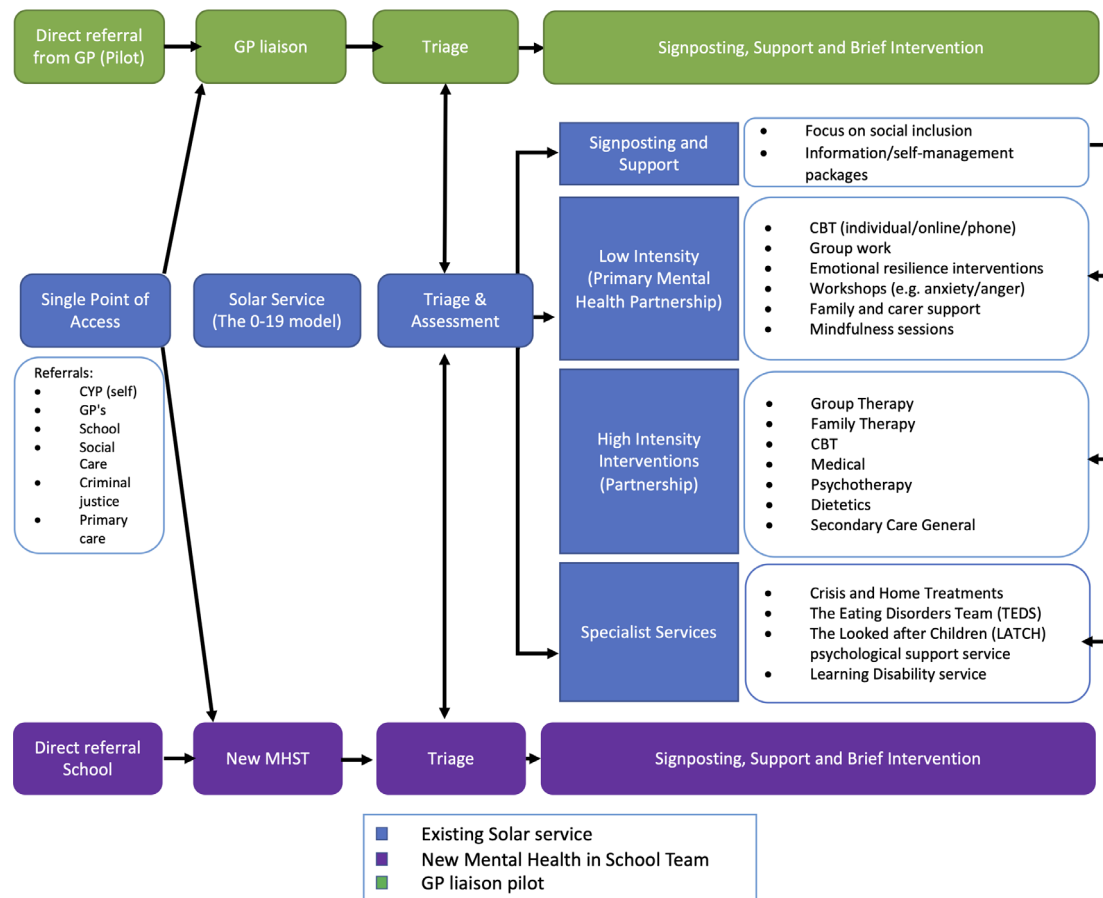 Direct referral
from GP (Pilot)
GP liaison
Triage
Signposting, Support and Brief Intervention
Signposting and
Support
• Focus on social inclusion
• Information/self-management
packages
Low Intensity
(Primary Mental
Health Partnership)
• CBT (individual/online/phone)
• Group work
• Emotional resilience interventions
• Workshops (e.g. anxiety/anger)
• Family and carer support
• Mindfulness sessions
Single Point of
Access
Solar Service
(The 0-19 model)
Triage &
Assessment
Referrals:
• CYP (self)
• GP's
• School
• Social
Care
• Criminal
justice
• Primary
care
High Intensity
Interventions
(Partnership)
• Group Therapy
• Family Therapy
• CBT
• Medical
• Psychotherapy
• Dietetics
• Secondary Care General
Specialist Services
• Crisis and Home Treatments
• The Eating Disorders Team (TEDS)
• The Looked after Children (LATCH)
psychological support service
• Learning Disability service
Direct referral
School
New MHST
Triage
Signposting, Support and Brief Intervention
Existing Solar service
New Mental Health in School Team
GP liaison pilot